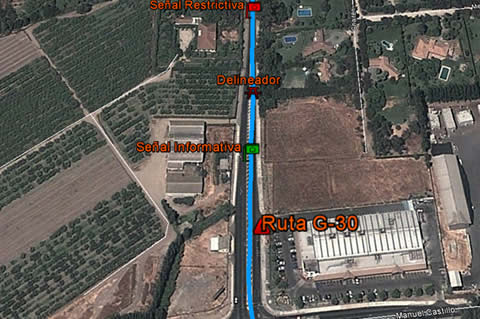 Señal Restrictiva
Delineador
Señal Informativa
Ruta G-30
Manuel Castillo